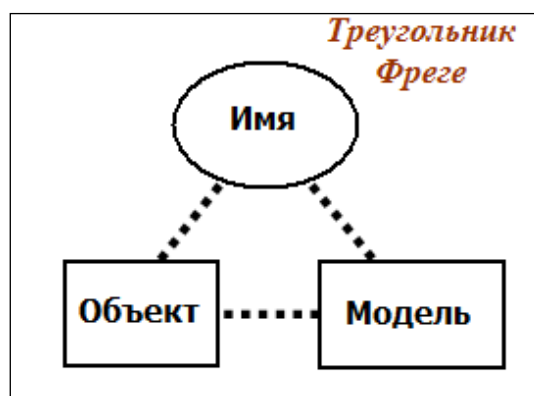 Треугольник
Фреге
Имя
Объект
Модель